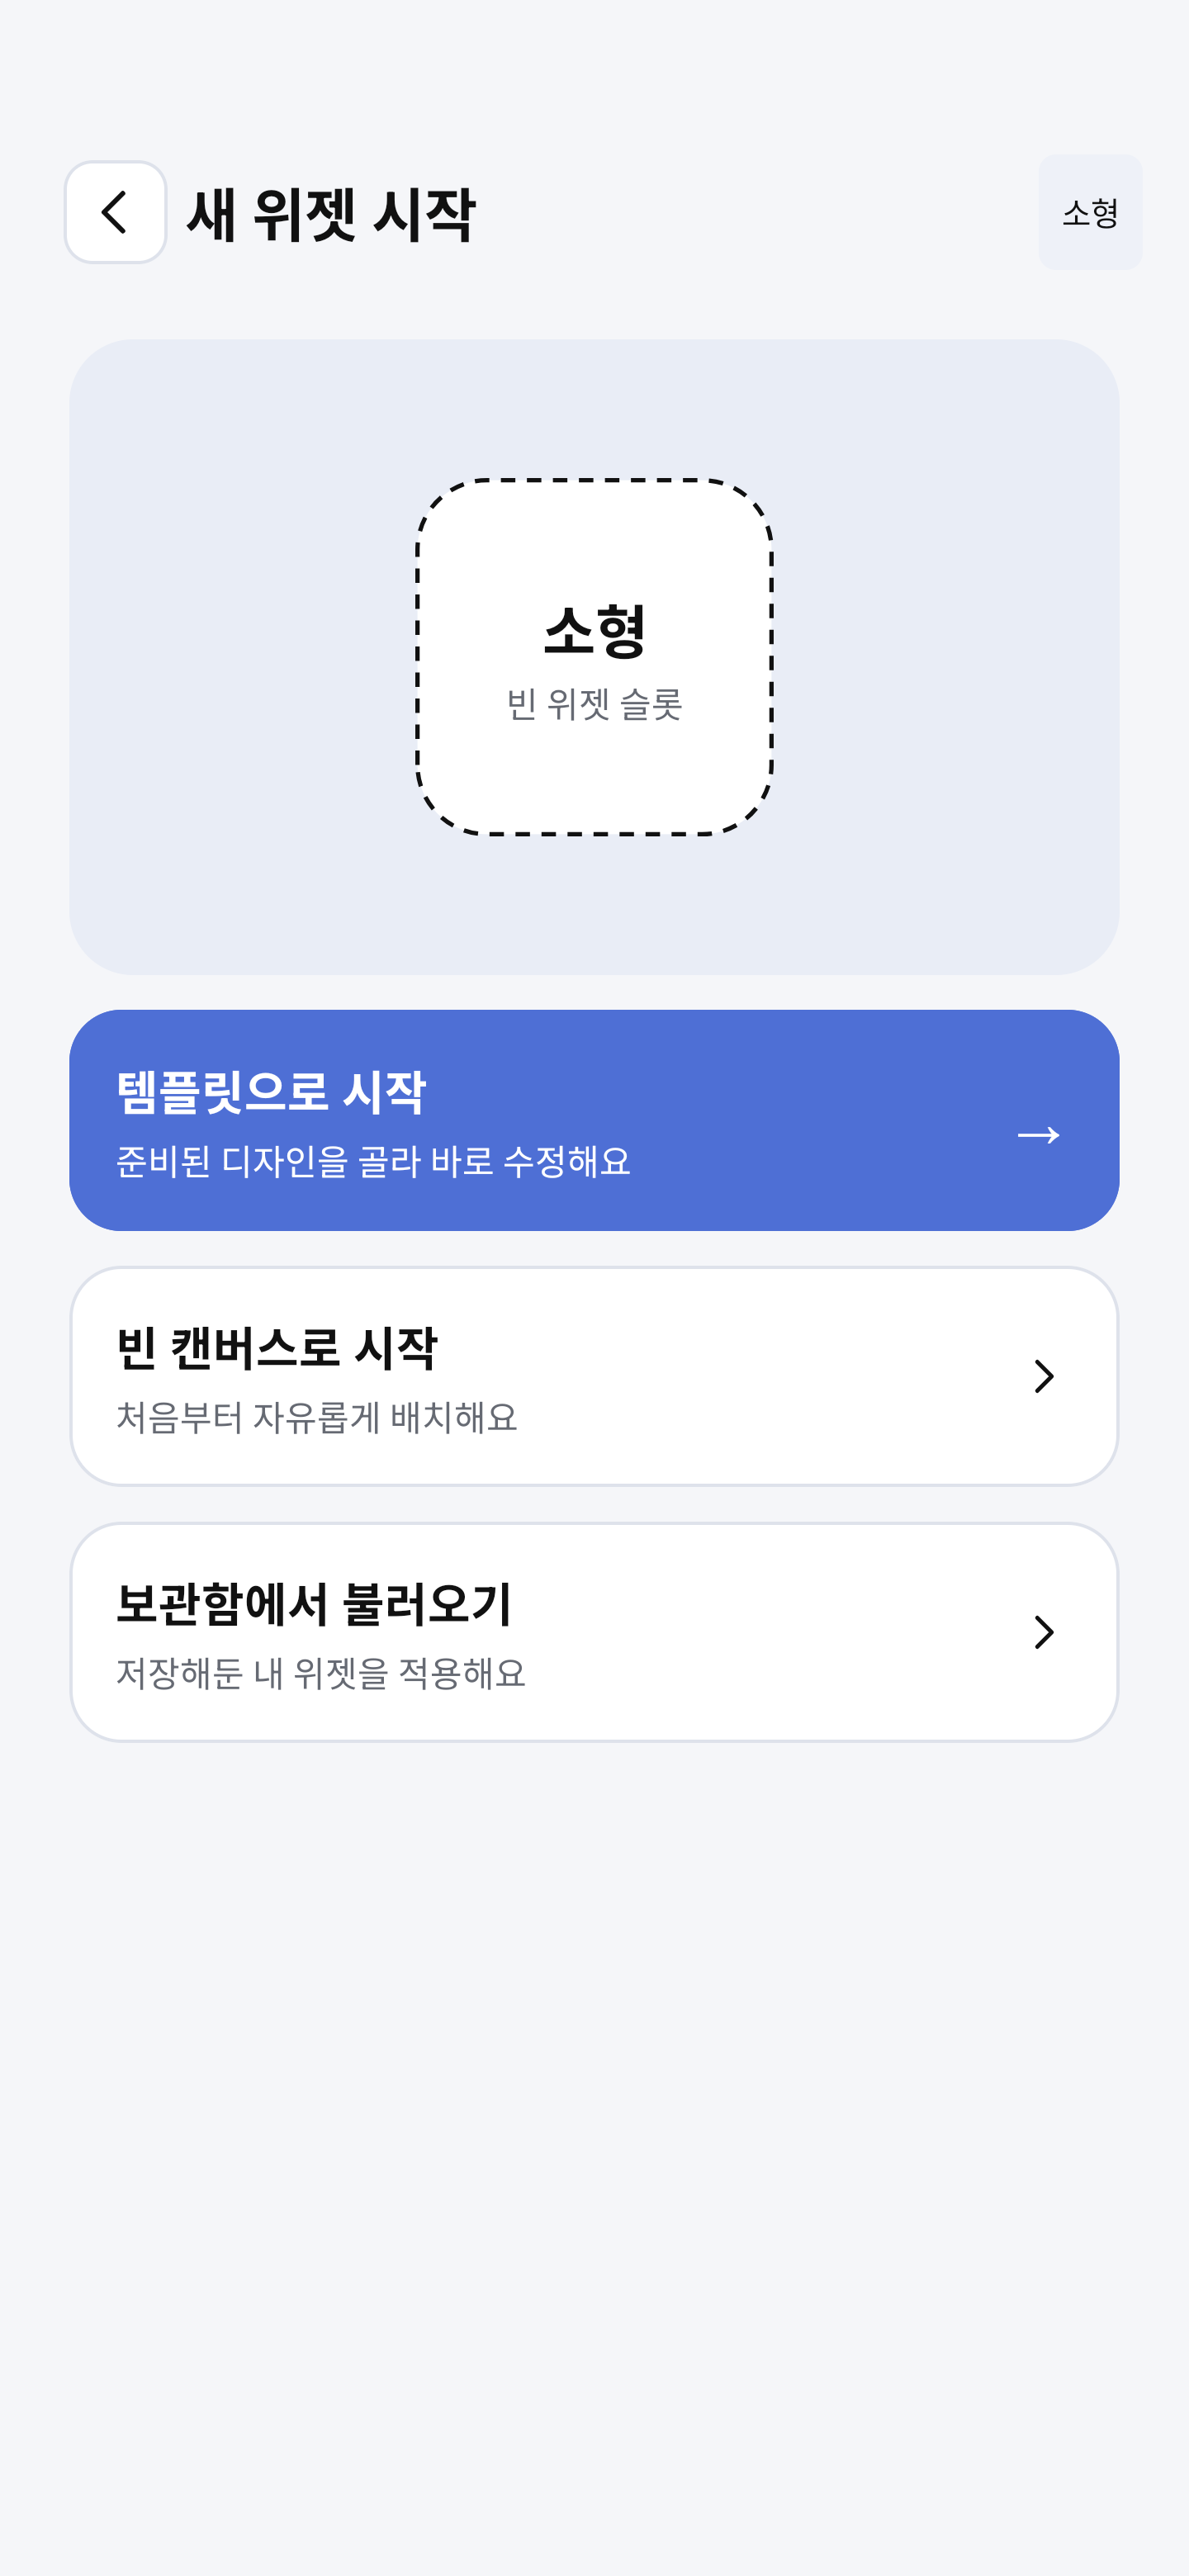 새 위젯 시작
소형
소형
빈 위젯 슬롯
템플릿으로 시작
준비된 디자인을 골라 바로 수정해요
→
빈 캔버스로 시작
처음부터 자유롭게 배치해요
보관함에서 불러오기
저장해둔 내 위젯을 적용해요